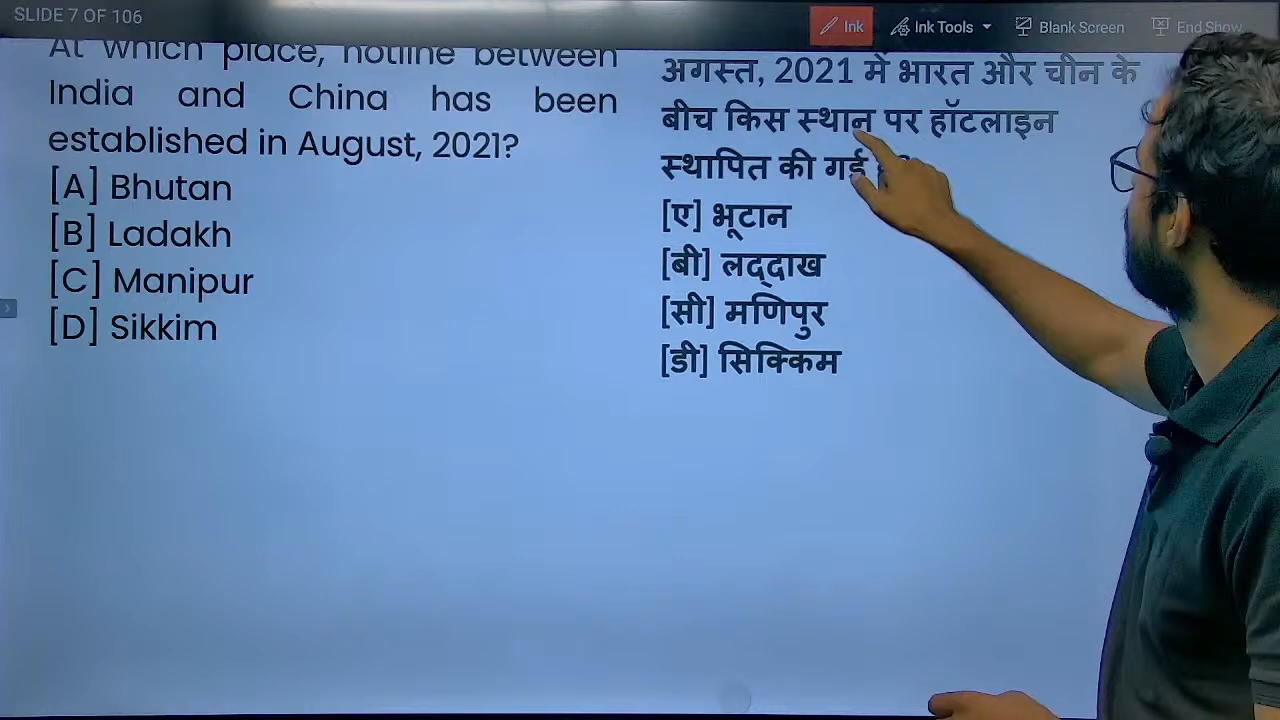 SLIDE 7 OF 106
Ink
Ink Tools
Blank Screen
End Show
At which place, hotline between
India and China has been
established in August, 2021?
[A] Bhutan
[B] Ladakh
[C] Manipur
[D] Sikkim
अगस्त, 2021 में भारत और चीन के
बीच किस स्थान पर हॉटलाइन
स्थापित की गई
[ए] भूटान
[बी] लद्दाख
[सी] मणिपुर
[डी] सिक्किम